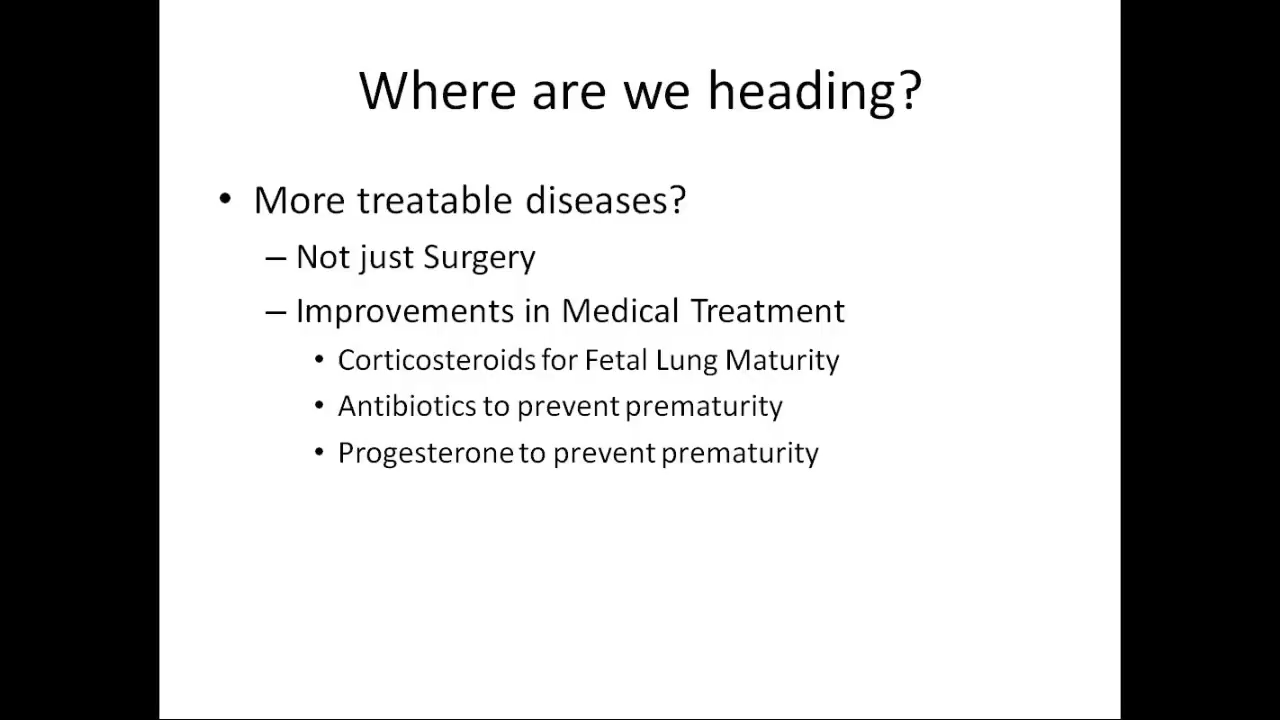 Where are we heading?
• More treatable diseases?
– Not just Surgery
– Improvements in Medical Treatment
• Corticosteroids for Fetal Lung Maturity
• Antibiotics to prevent prematurity
• Progesterone to prevent prematurity